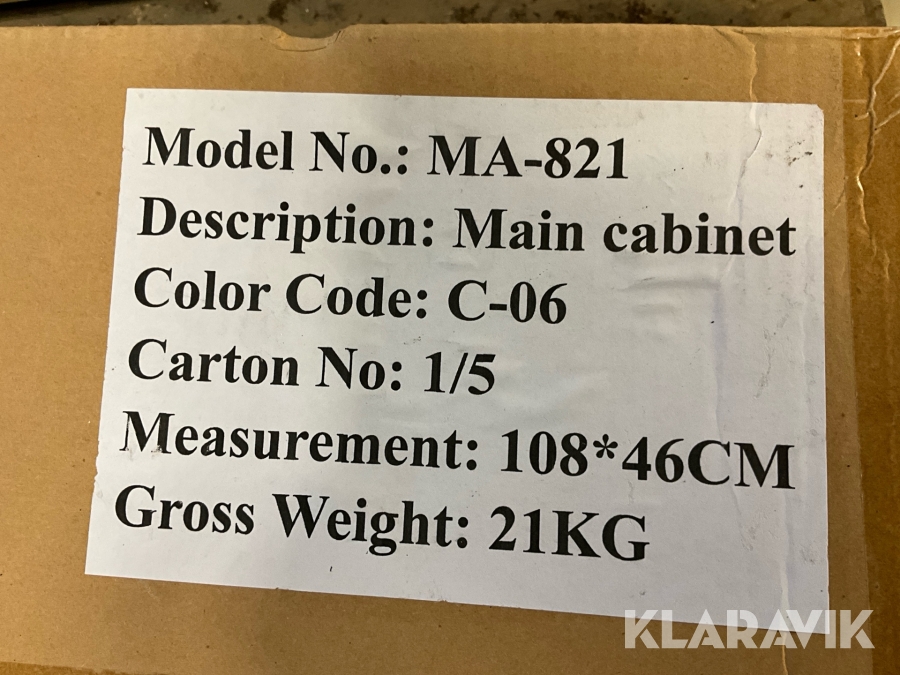 Model No.: MA-821
Description: Main cabinet
Color Code: C-06
Carton No: 1/5
Measurement: 108*46CM
Gross Weight: 21KG
KLARAVIK